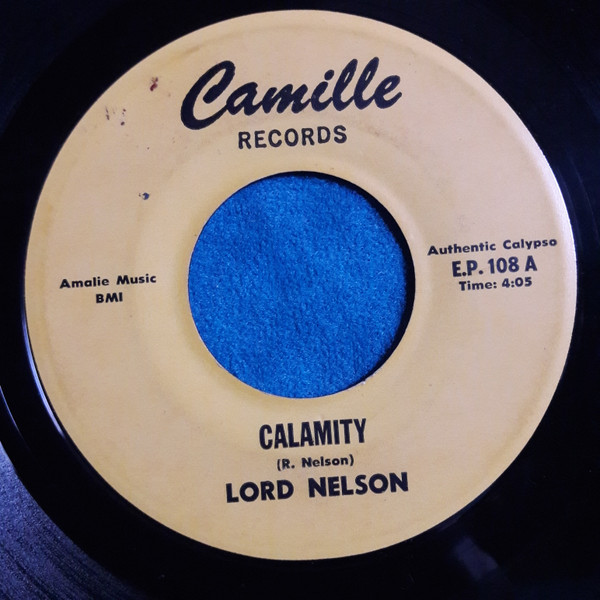 Camille
RECORDS
Amalie Music
BMI
Authentic Calypso
E.P. 108 A
Time: 4:05
CALAMITY
(R. Nelson)
LORD NELSON